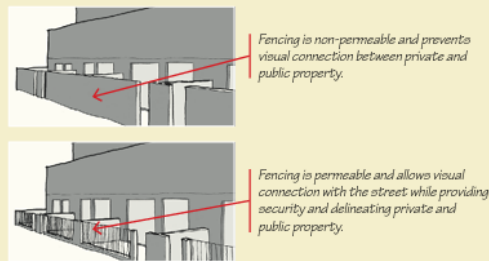 Fencing is non-permeable and prevents
visual connection between private and
public property.
Fencing is permeable and allows visual
connection with the street while providing
security and delineating private and
public property.